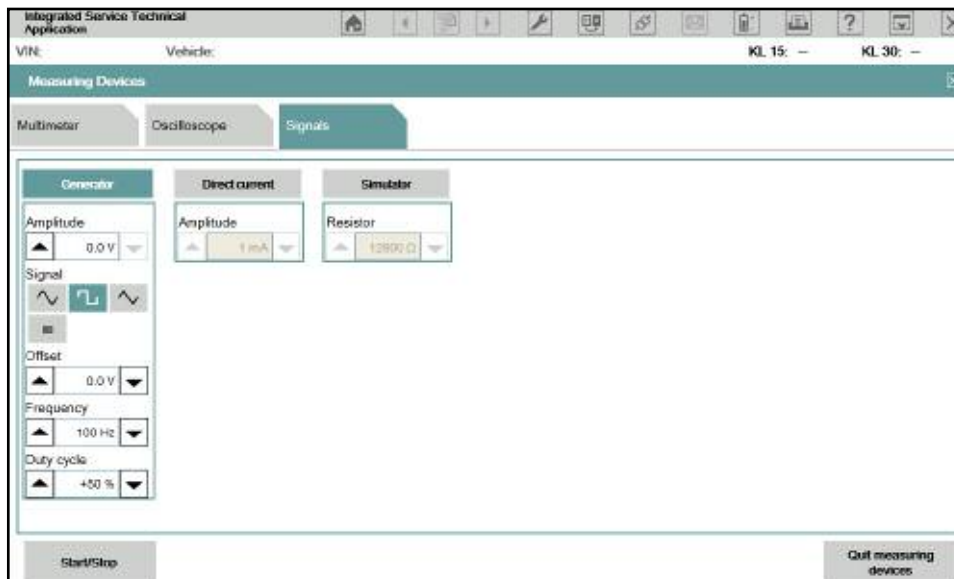 Integrated Service Technical
Application
VIN: Vehicle: KL 15: – KL 30: –
Measuring Devices
Multimeter Oscilloscope Signals
Generator Direct current Simulator
Amplitude Amplitude Resistor
0.0 V 1 mA 12900 Ω
Signal
Offset
0.0 V
Frequency
100 Hz
Duty cycle
+50 %
Start/Stop
Quit measuring
devices